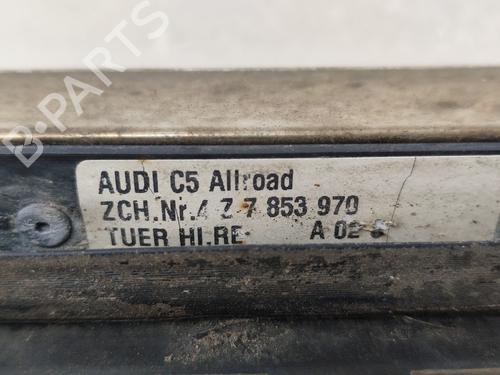 AUDI C5 Allroad
ZCH.Nr.4 Z 7 853 970
TUER HI.RE A 02
B-PARTS